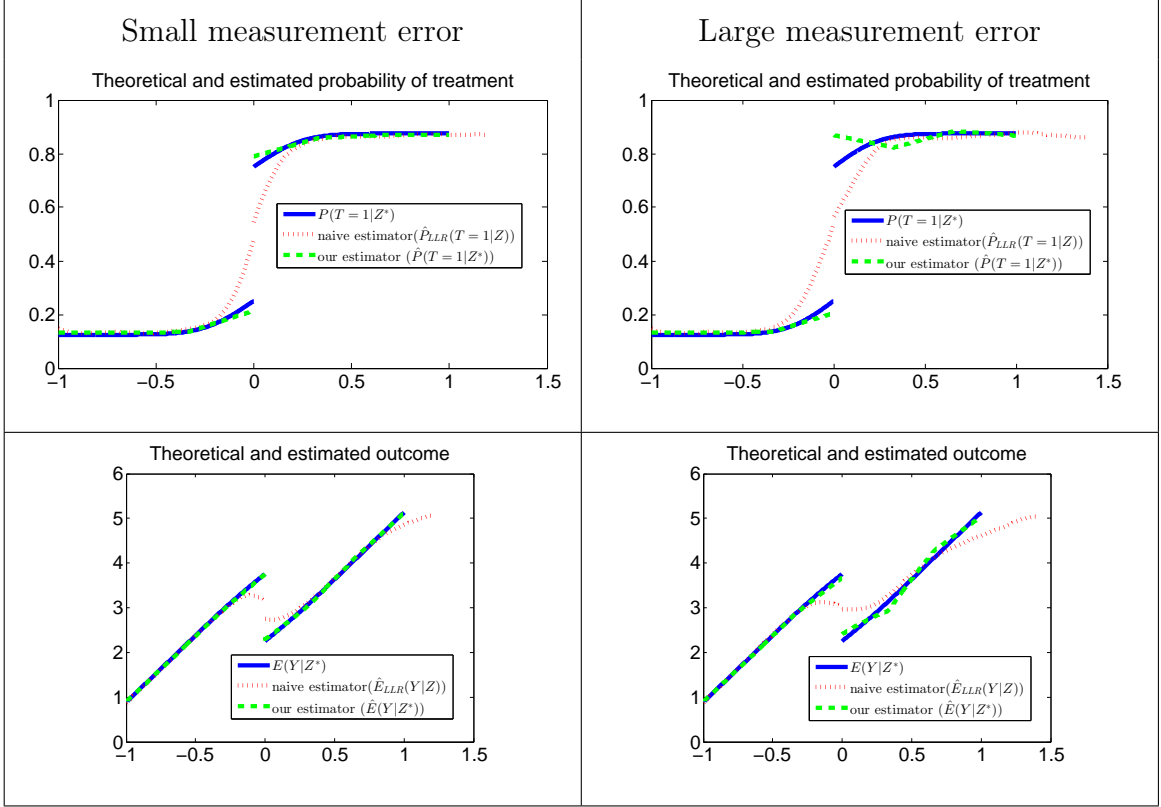 Small measurement error
Large measurement error
Theoretical and estimated probability of treatment
1
0.8
0.6
0.4
0.2
0
−1 −0.5 0 0.5 1 1.5
P(T = 1|Z*)
naive estimator(P̂_LLR(T = 1|Z))
our estimator (P̂(T = 1|Z*))
Theoretical and estimated probability of treatment
1
0.8
0.6
0.4
0.2
0
−1 −0.5 0 0.5 1 1.5
P(T = 1|Z*)
naive estimator(P̂_LLR(T = 1|Z))
our estimator (P̂(T = 1|Z*))
Theoretical and estimated outcome
6
5
4
3
2
1
0
−1 −0.5 0 0.5 1 1.5
E(Y|Z*)
naive estimator(Ê_LLR(Y|Z))
our estimator (Ê(Y|Z*))
Theoretical and estimated outcome
6
5
4
3
2
1
0
−1 −0.5 0 0.5 1 1.5
E(Y|Z*)
naive estimator(Ê_LLR(Y|Z))
our estimator (Ê(Y|Z*))